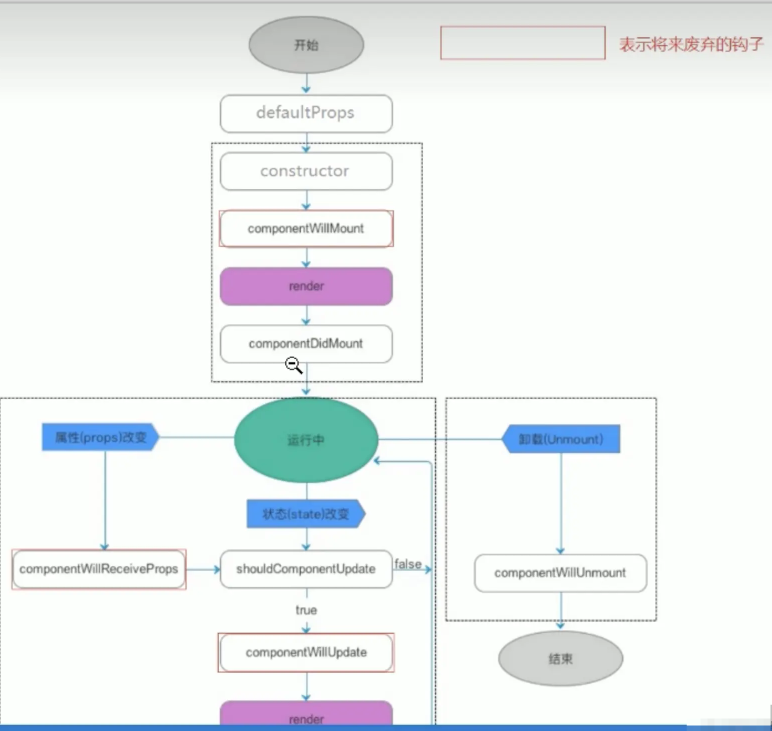 开始
表示将来废弃的钩子
defaultProps
constructor
componentWillMount
render
componentDidMount
属性(props)改变
运行中
卸载(Unmount)
状态(state)改变
componentWillReceiveProps
shouldComponentUpdate
false
componentWillUnmount
true
componentWillUpdate
结束
render